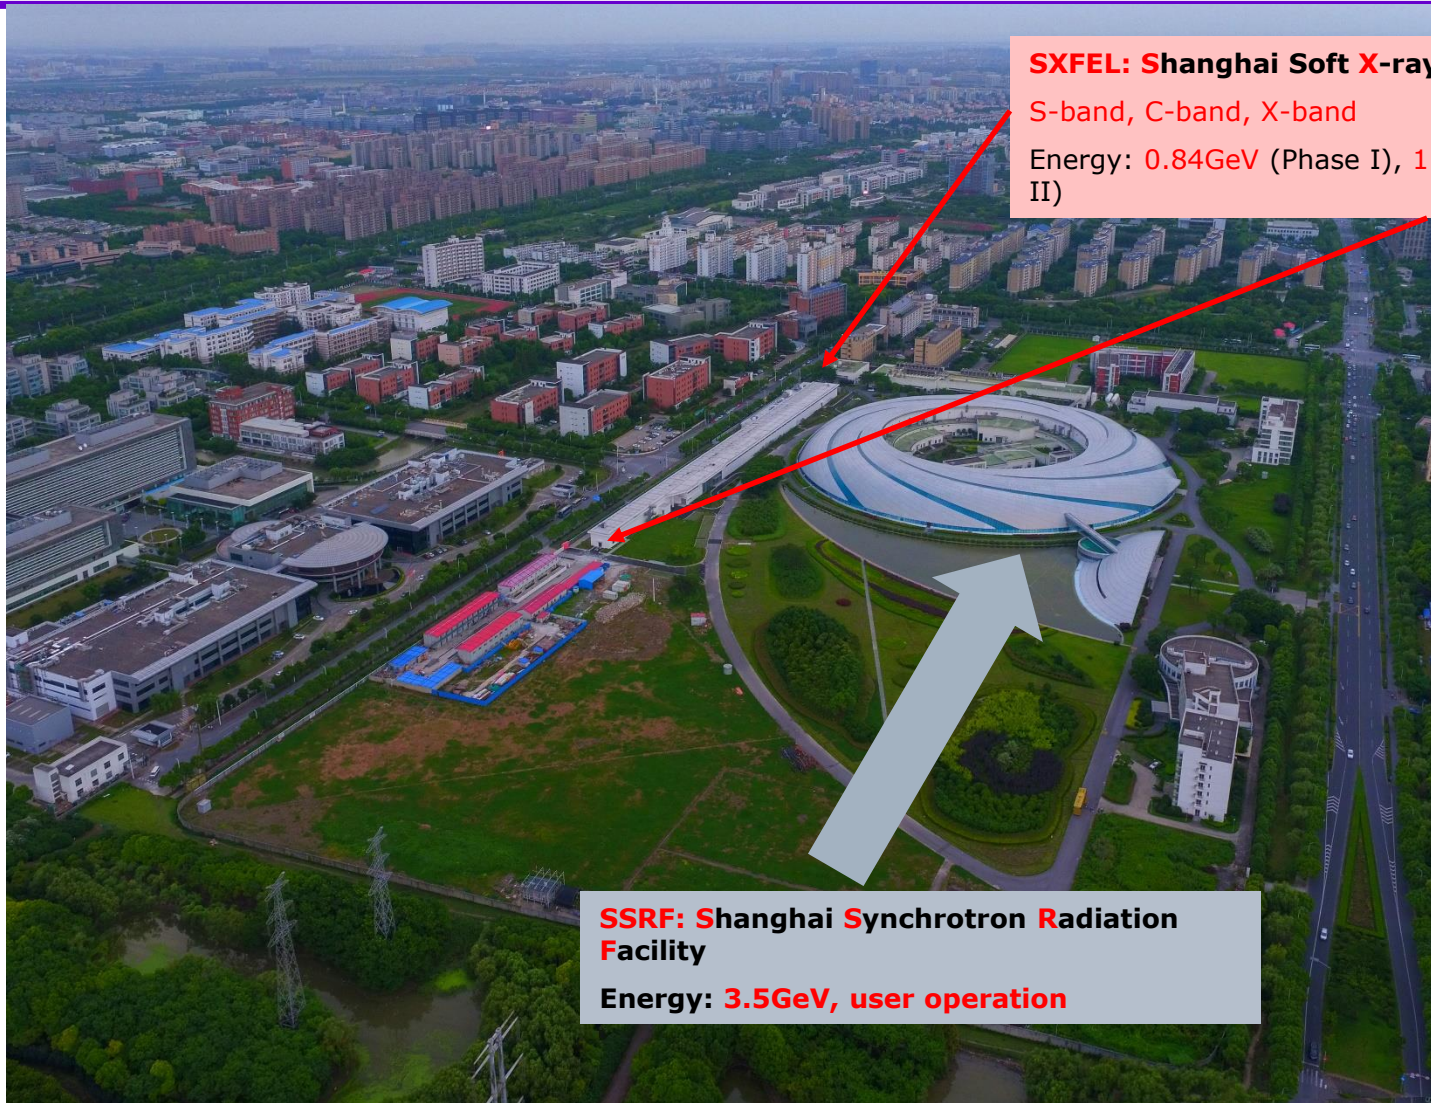 SXFEL: Shanghai Soft X-ray
S-band, C-band, X-band
Energy: 0.84GeV (Phase I), 1
II)
SSRF: Shanghai Synchrotron Radiation
Facility
Energy: 3.5GeV, user operation